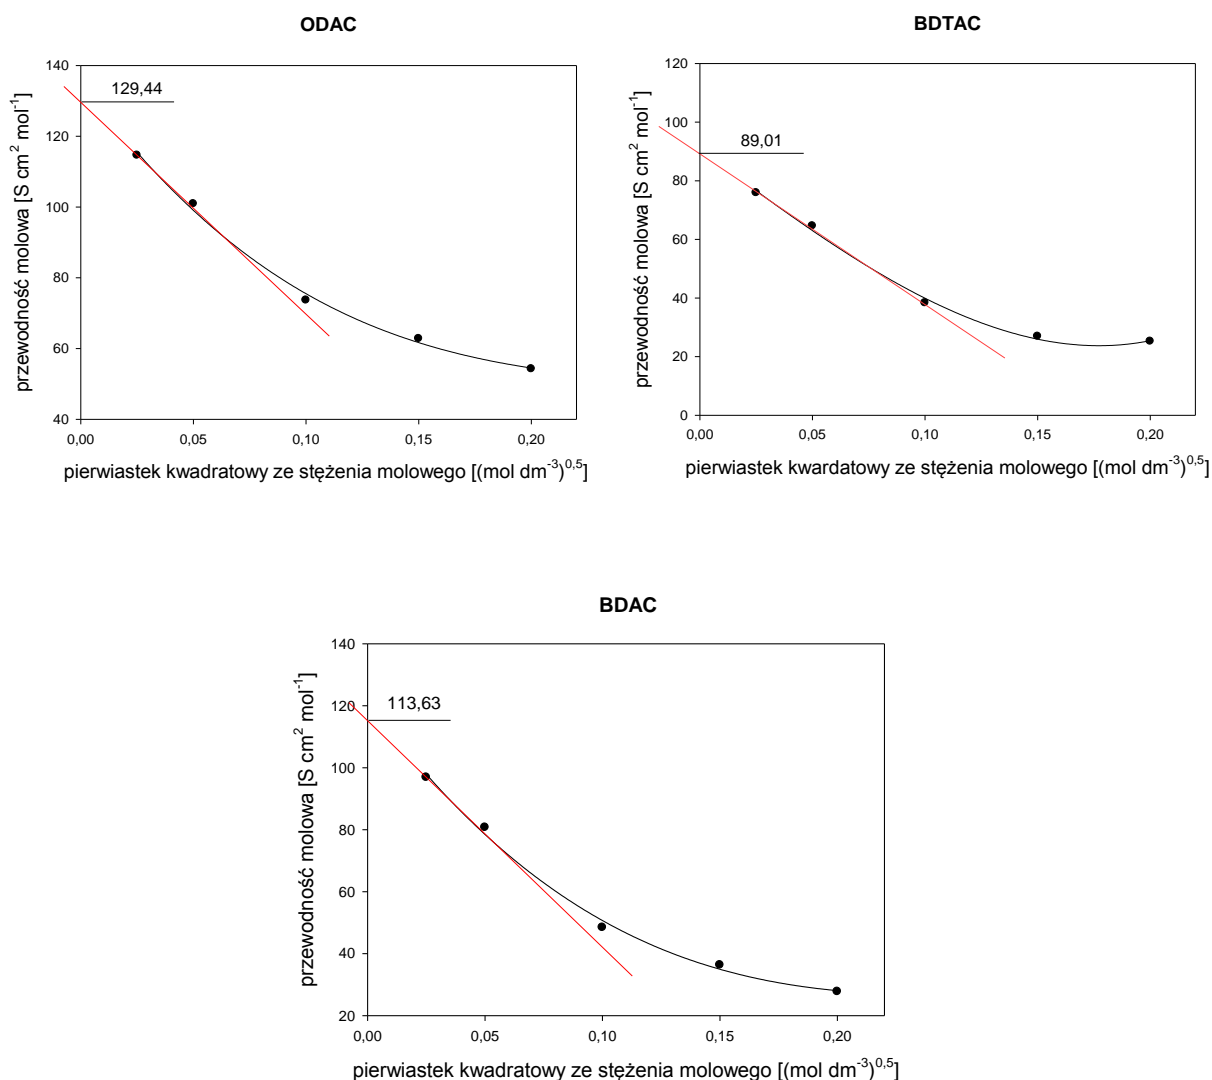 ODAC
przewodność molowa [S cm² mol⁻¹]
140
120
100
80
60
40
129,44
0,00 0,05 0,10 0,15 0,20
pierwiastek kwadratowy ze stężenia molowego [(mol dm⁻³)⁰,⁵]
BDTAC
przewodność molowa [S cm² mol⁻¹]
120
100
80
60
40
20
0
89,01
0,00 0,05 0,10 0,15 0,20
pierwiastek kwardatowy ze stężenia molowego [(mol dm⁻³)⁰,⁵]
BDAC
przewodność molowa [S cm² mol⁻¹]
140
120
100
80
60
40
20
113,63
0,00 0,05 0,10 0,15 0,20
pierwiastek kwadratowy ze stężenia molowego [(mol dm⁻³)⁰,⁵]